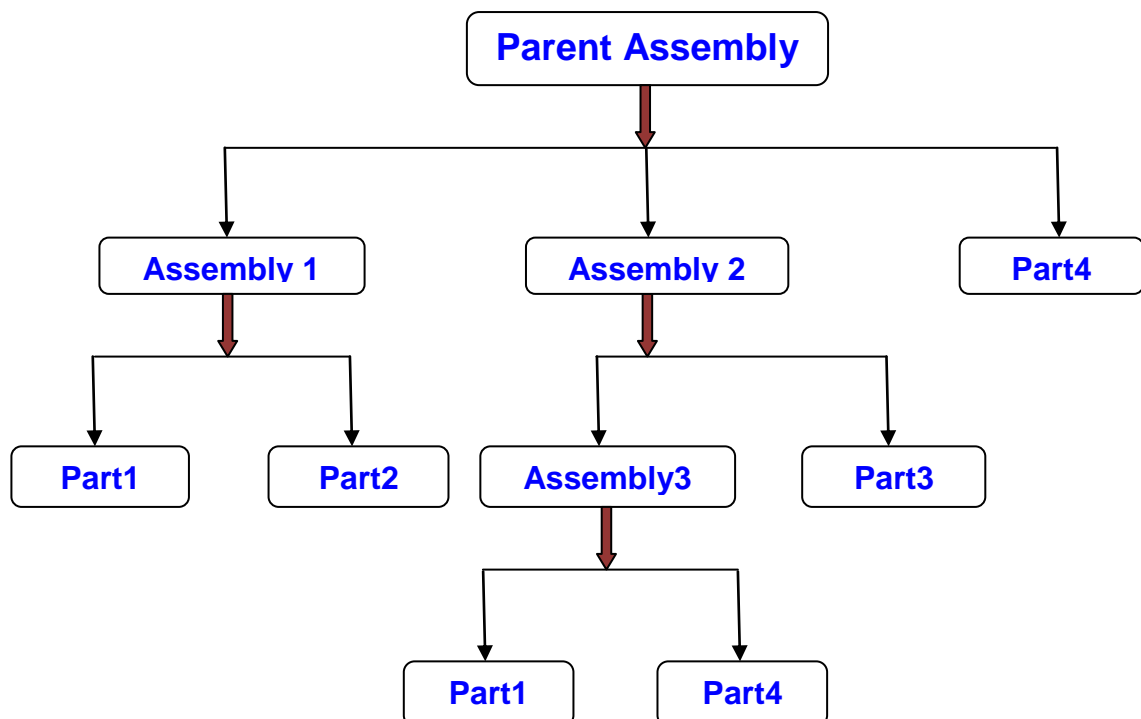 Parent Assembly
Assembly 1
Assembly 2
Part4
Part1
Part2
Assembly3
Part3
Part1
Part4